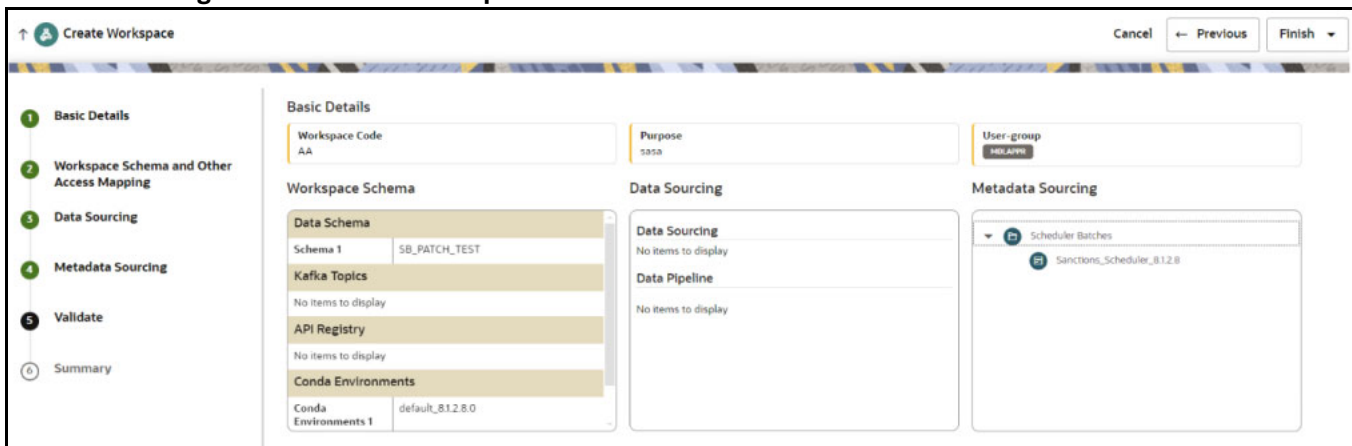 Create Workspace
Cancel
← Previous
Finish
1 Basic Details
2 Workspace Schema and Other
Access Mapping
3 Data Sourcing
4 Metadata Sourcing
5 Validate
6 Summary
Basic Details
Workspace Code
AA
Purpose
sasa
User-group
MDLAPPR
Workspace Schema
Data Schema
Schema 1 SB_PATCH_TEST
Kafka Topics
No items to display
API Registry
No items to display
Conda Environments
Conda
Environments 1 default_8.1.2.8.0
Data Sourcing
Data Sourcing
No items to display
Data Pipeline
No items to display
Metadata Sourcing
Scheduler Batches
Sanctions_Scheduler_8.1.2.8